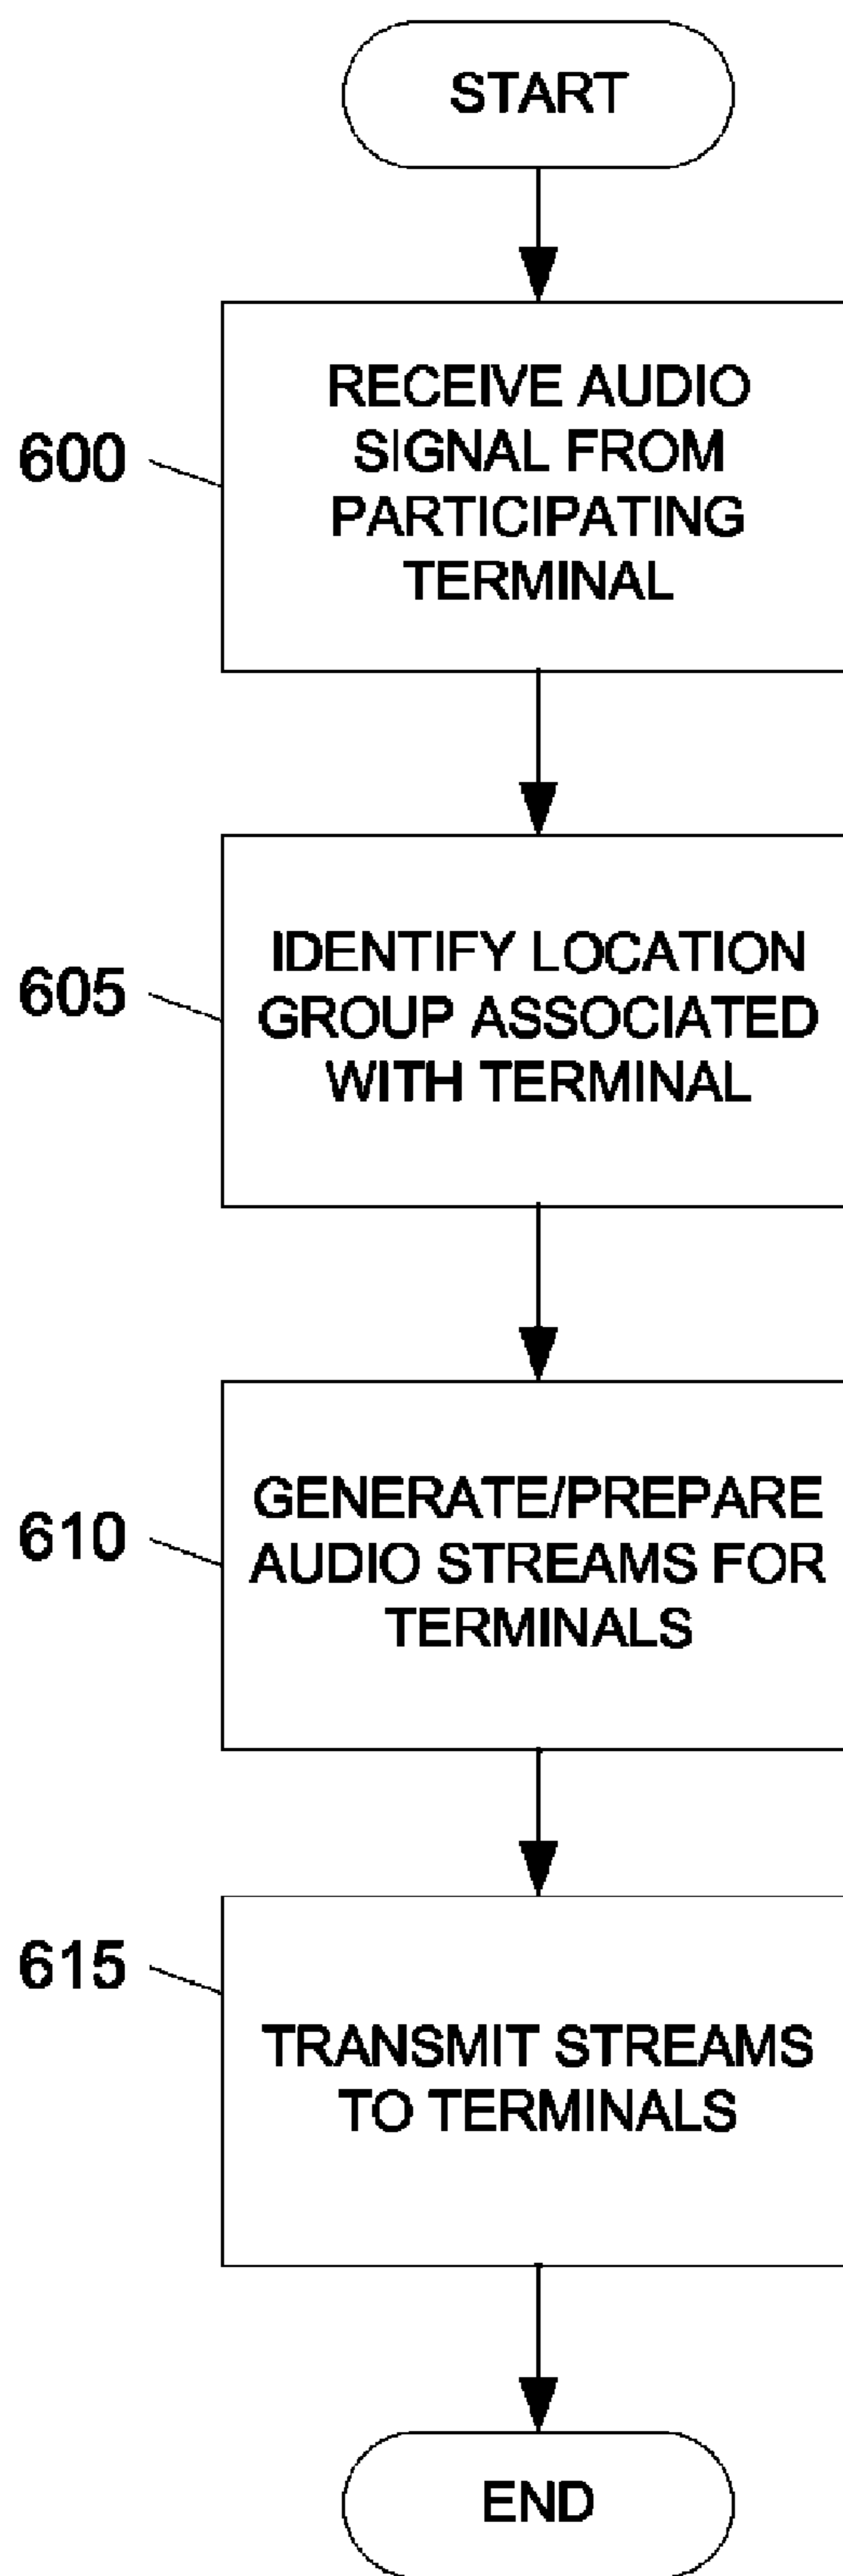 START
600
RECEIVE AUDIO
SIGNAL FROM
PARTICIPATING
TERMINAL
605
IDENTIFY LOCATION
GROUP ASSOCIATED
WITH TERMINAL
610
GENERATE/PREPARE
AUDIO STREAMS FOR
TERMINALS
615
TRANSMIT STREAMS
TO TERMINALS
END